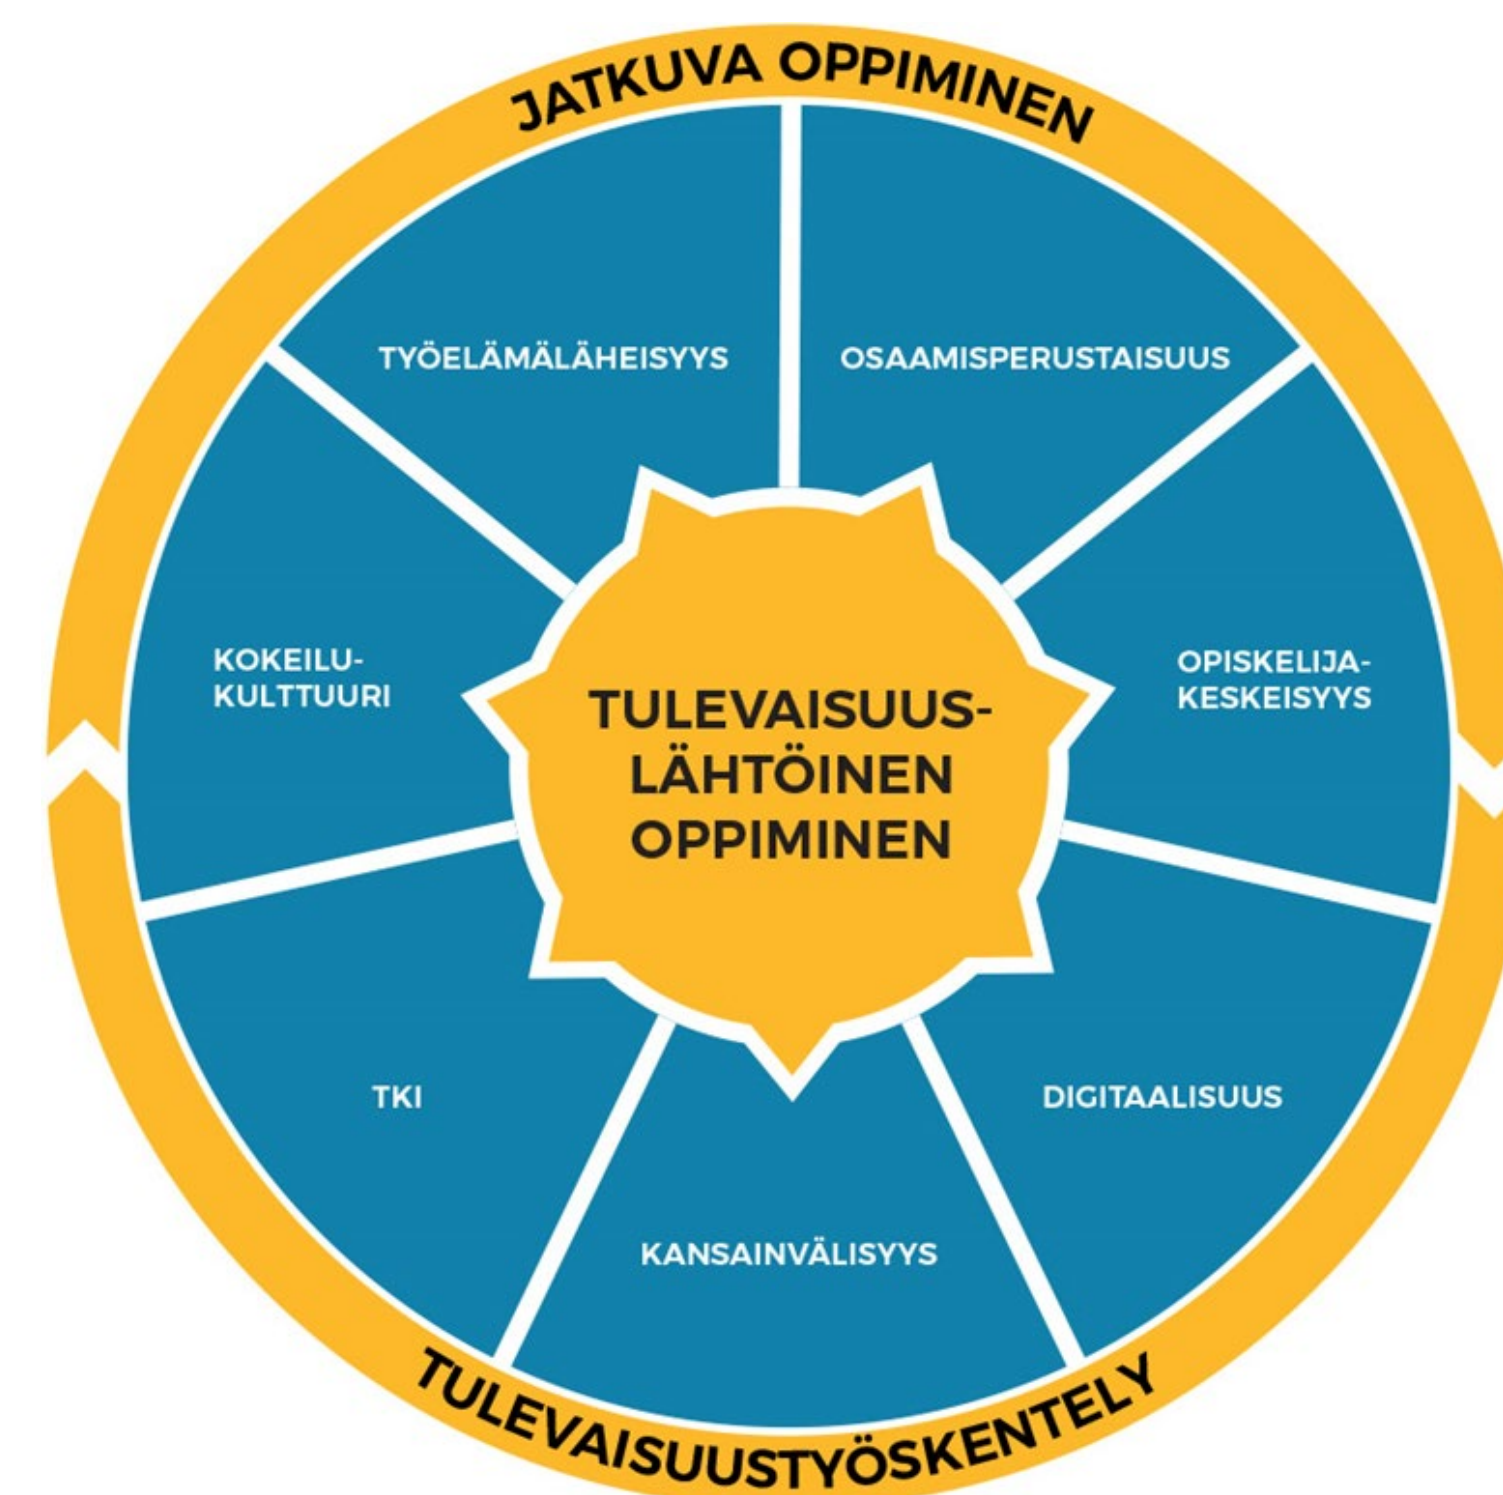 JATKUVA OPPIMINEN
TYÖELÄMÄLÄHEISYYS
OSAAMISPERUSTAISUUS
KOKEILU-
KULTTUURI
OPISKELIJA-
KESKEISYYS
TULEVAISUUS-
LÄHTÖINEN
OPPIMINEN
TKI
DIGITAALISUUS
KANSAINVÄLISYYS
TULEVAISUUSTYÖSKENTELY